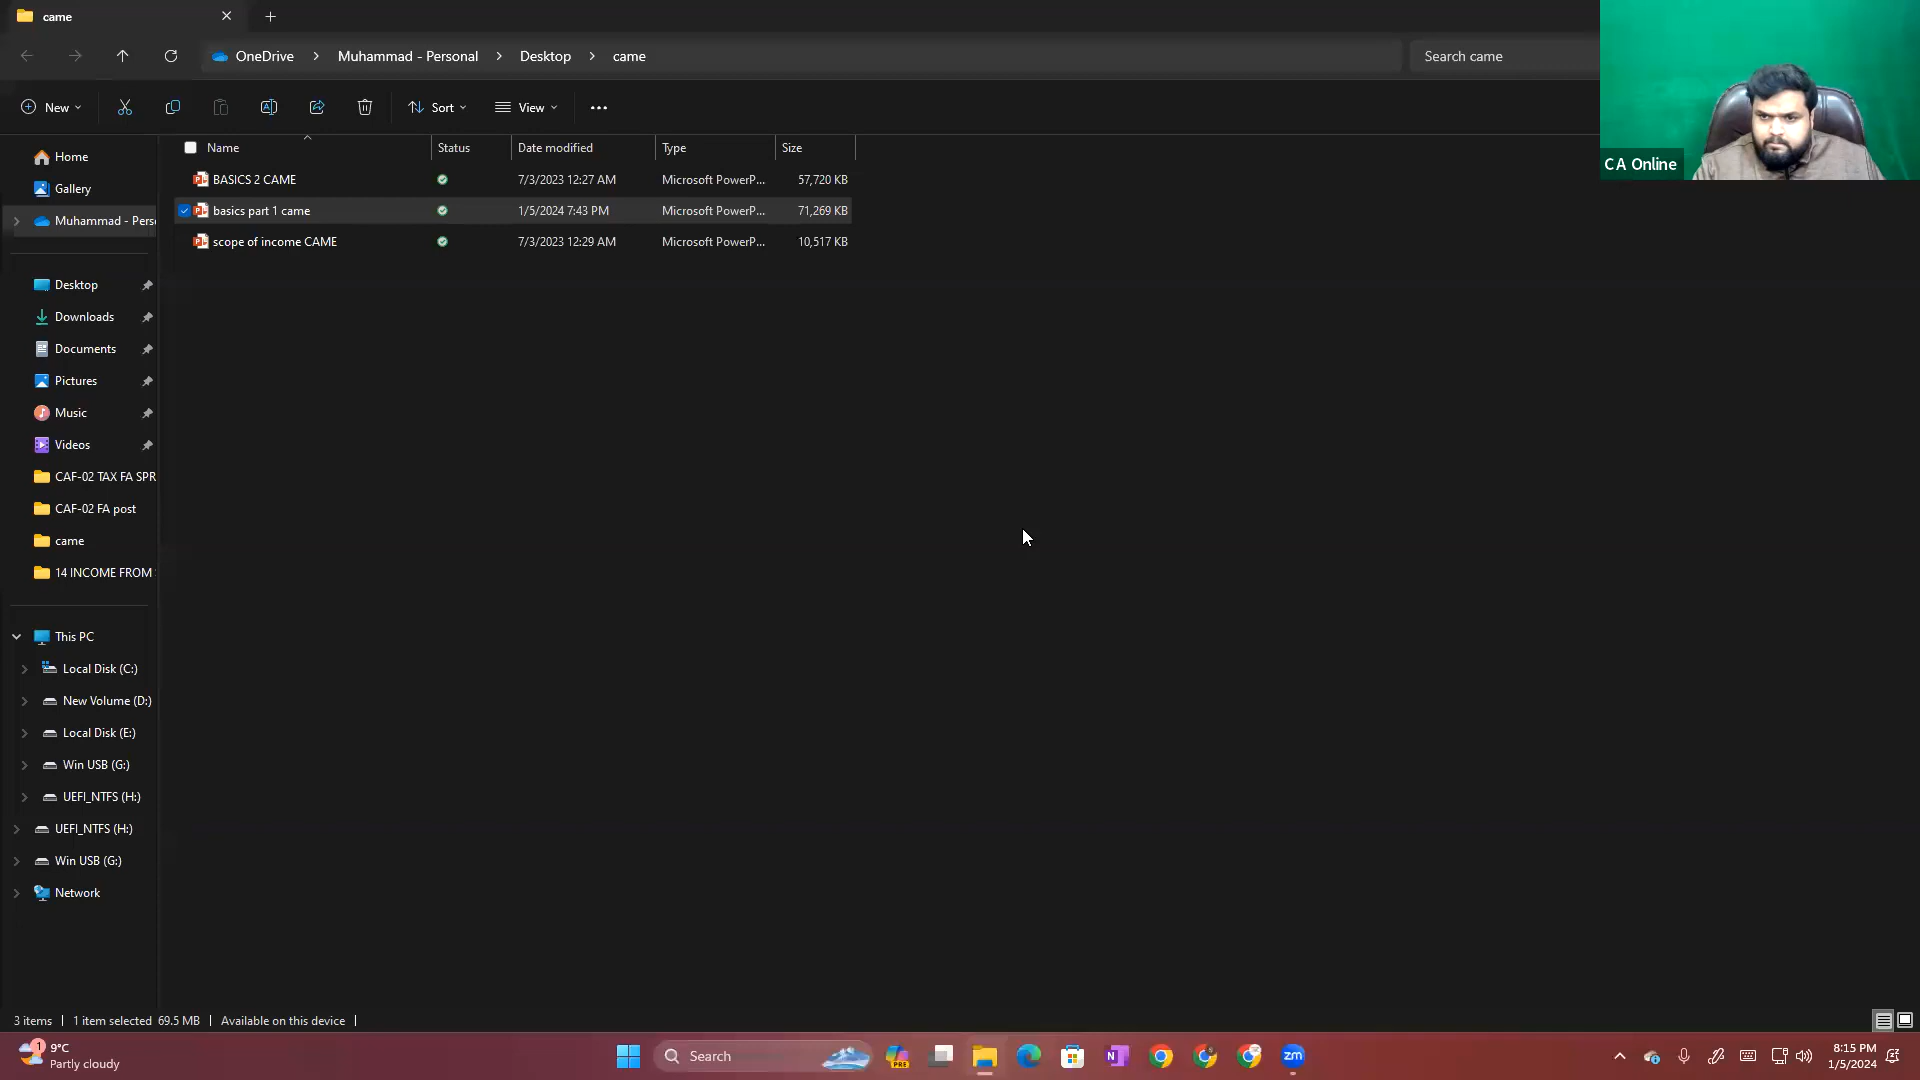 came
OneDrive > Muhammad - Personal > Desktop > came
Search came
New
Sort
View
Name Status Date modified Type Size
BASICS 2 CAME 7/3/2023 12:27 AM Microsoft PowerP... 57,720 KB
basics part 1 came 1/5/2024 7:43 PM Microsoft PowerP... 71,269 KB
scope of income CAME 7/3/2023 12:29 AM Microsoft PowerP... 10,517 KB
Home
Gallery
Muhammad - Pers
Desktop
Downloads
Documents
Pictures
Music
Videos
CAF-02 TAX FA SPR
CAF-02 FA post
came
14 INCOME FROM
This PC
Local Disk (C:)
New Volume (D:)
Local Disk (E:)
Win USB (G:)
UEFI_NTFS (H:)
UEFI_NTFS (H:)
Win USB (G:)
Network
C A Online
3 items | 1 item selected 69.5 MB | Available on this device |
1
9°C
Partly cloudy
Search
PRE
N
zm
8:15 PM
1/5/2024